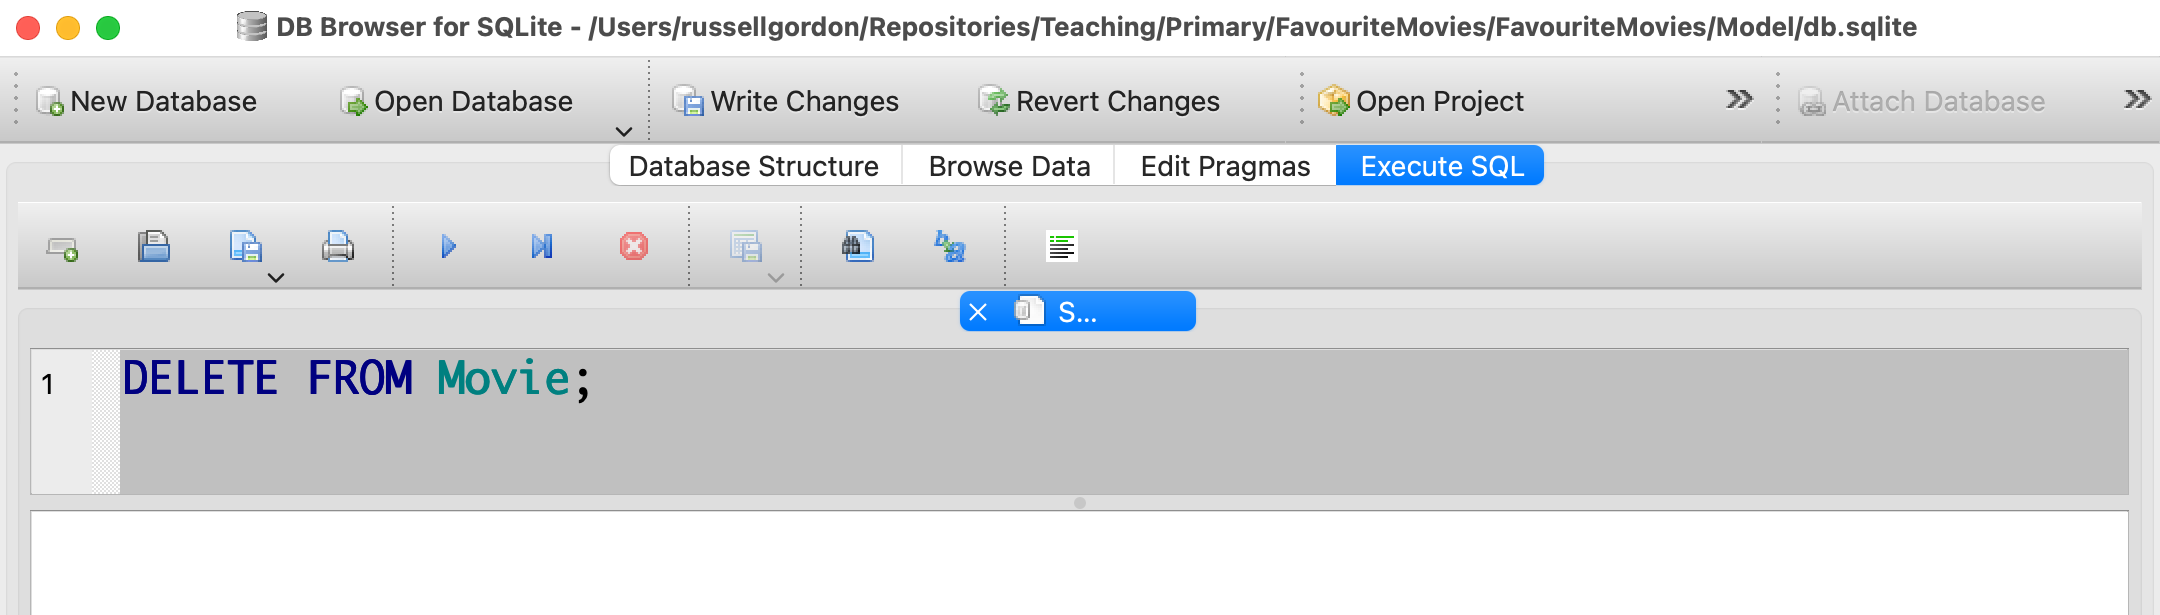 DB Browser for SQLite - /Users/russellgordon/Repositories/Teaching/Primary/FavouriteMovies/FavouriteMovies/Model/db.sqlite
New Database Open Database Write Changes Revert Changes Open Project Attach Database
Database Structure Browse Data Edit Pragmas Execute SQL
S...
1 DELETE FROM Movie;